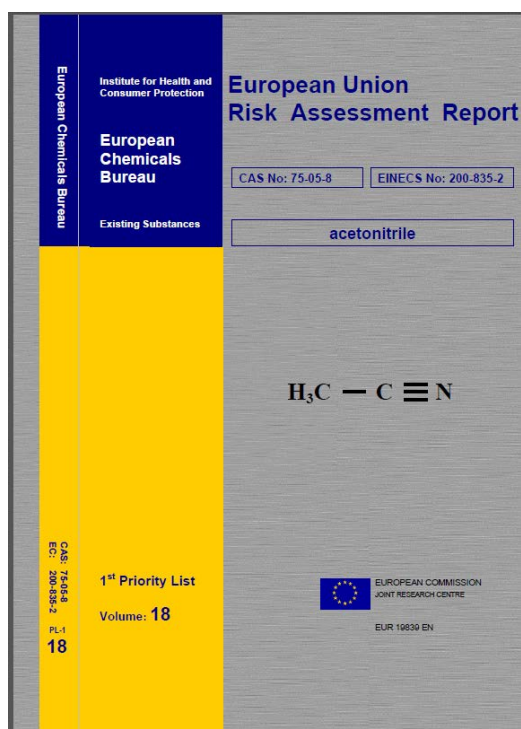 European Chemicals Bureau
CAS: 75-05-8
EC: 200-835-2
PL-1
18
Institute for Health and
Consumer Protection
European
Chemicals
Bureau
Existing Substances
1st Priority List
Volume: 18
European Union
Risk Assessment Report
CAS No: 75-05-8
EINECS No: 200-835-2
acetonitrile
H₃C — C ≡ N
EUROPEAN COMMISSION
JOINT RESEARCH CENTRE
EUR 19839 EN